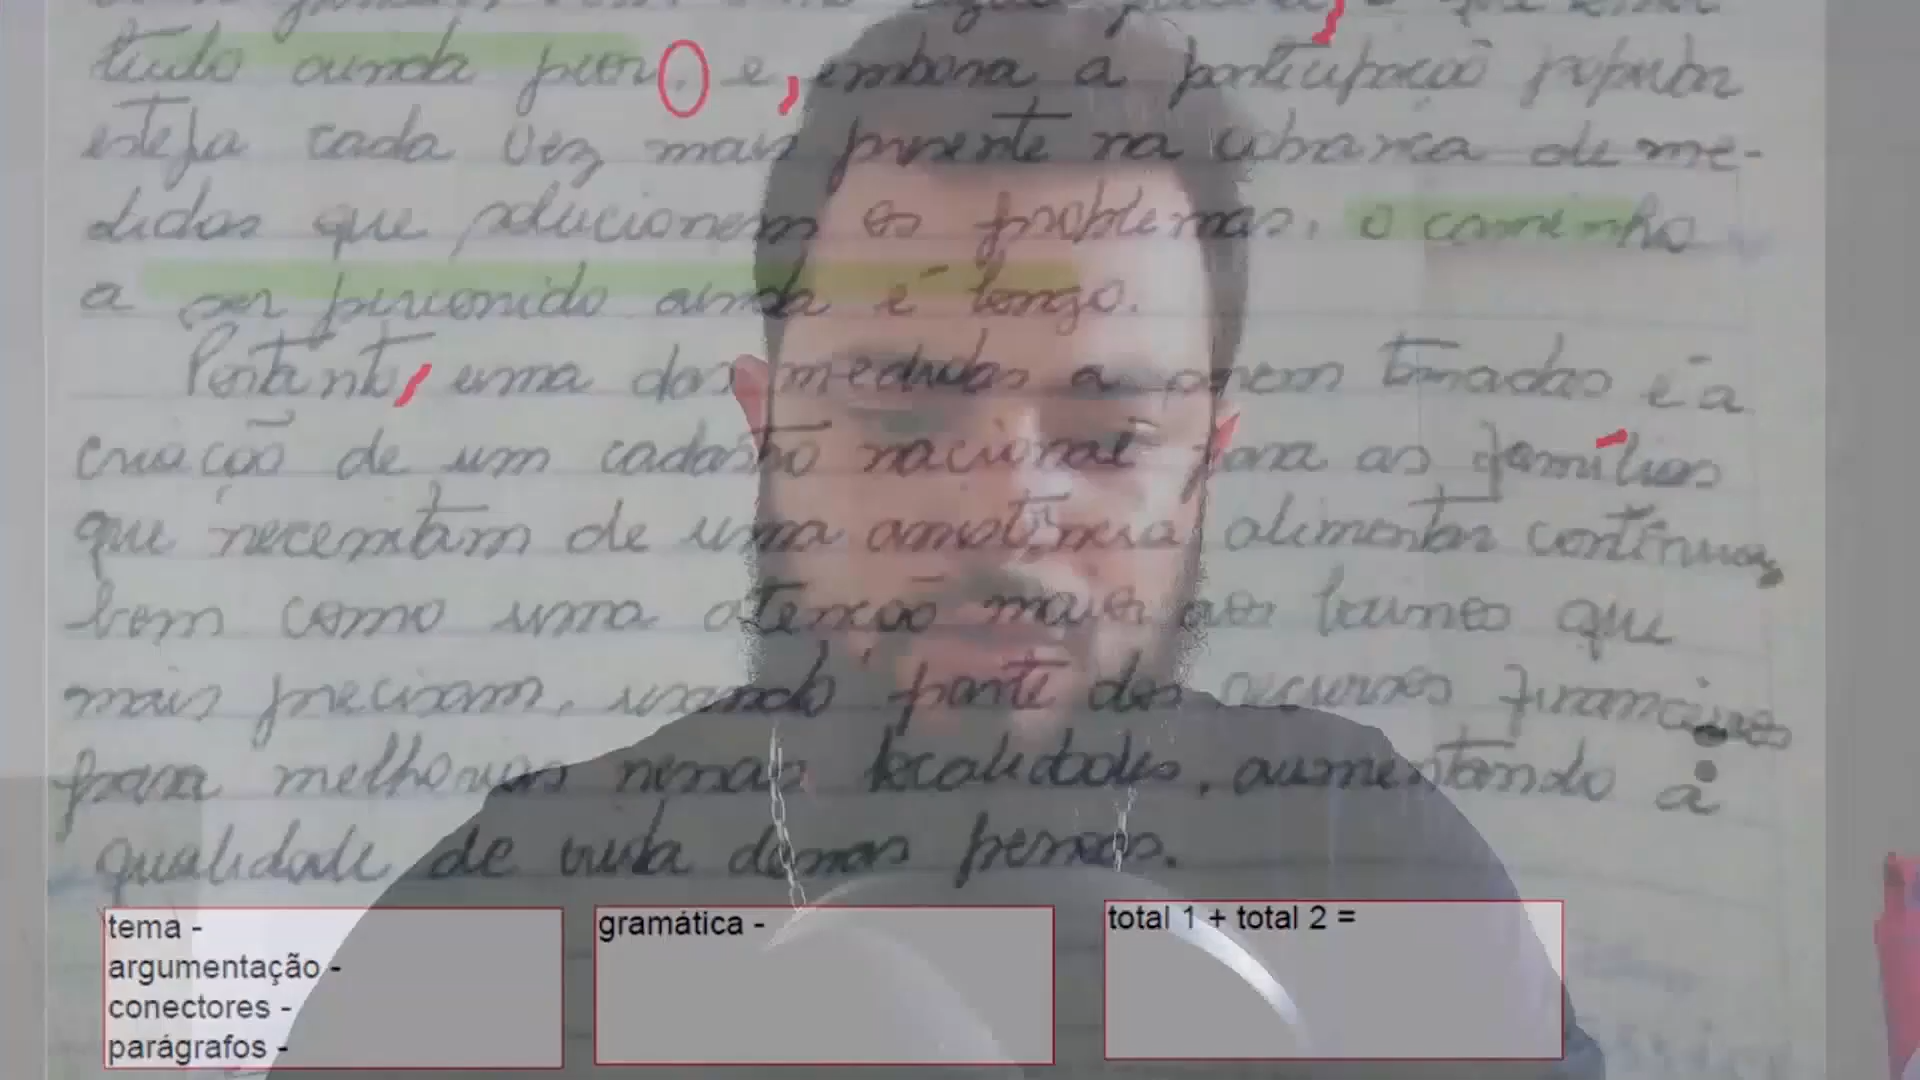 tudo ainda pior, e, embora a participação popular
esteja cada vez mais presente na cobrança de me-
didas que solucionem os problemas, o caminho
a ser percorrido ainda é longo.
Portanto, uma das medidas a serem tomadas é a
criação de um cadastro nacional para as famílias
que necessitam de uma assistência alimentar contínua,
bem como uma atenção maior aos bairros que
mais precisam, usando parte dos recursos financeiros
para melhorias nessas localidades, aumentando a
qualidade de vida dessas pessoas.
tema -
argumentação -
conectores -
parágrafos -
gramática -
total 1 + total 2 =